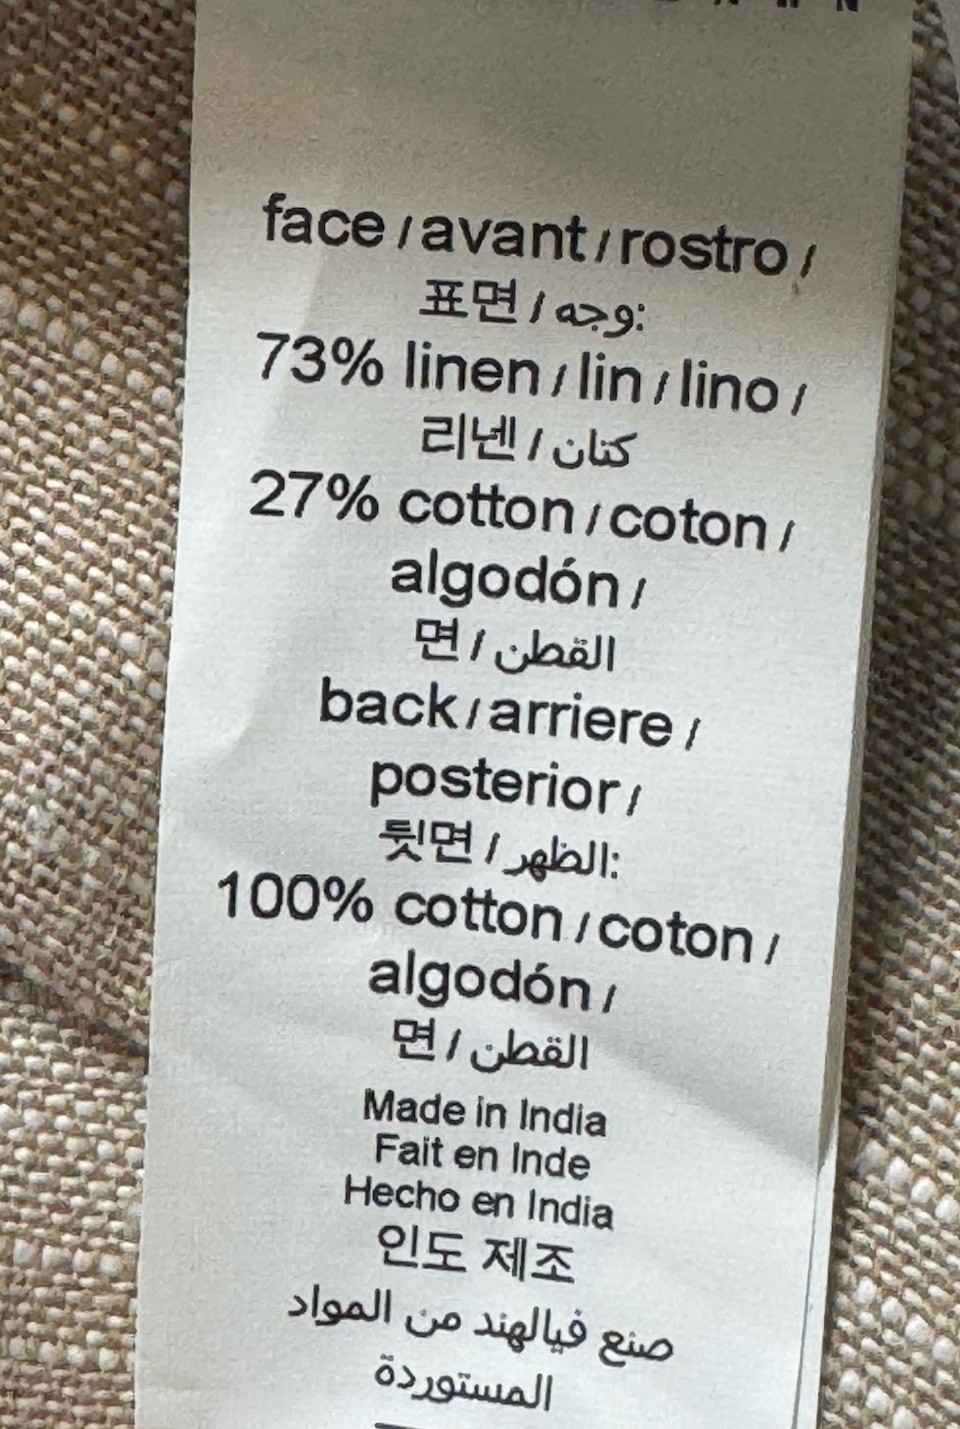 face / avant / rostro /
표면 / وجه:
73% linen / lin / lino /
리넨 / كتان
27% cotton / coton /
algodón /
면 / القطن
back / arriere /
posterior /
뒷면 / الظهر:
100% cotton / coton /
algodón /
면 / القطن
Made in India
Fait en Inde
Hecho en India
인도 제조
صنع فيالهند من المواد
المستوردة